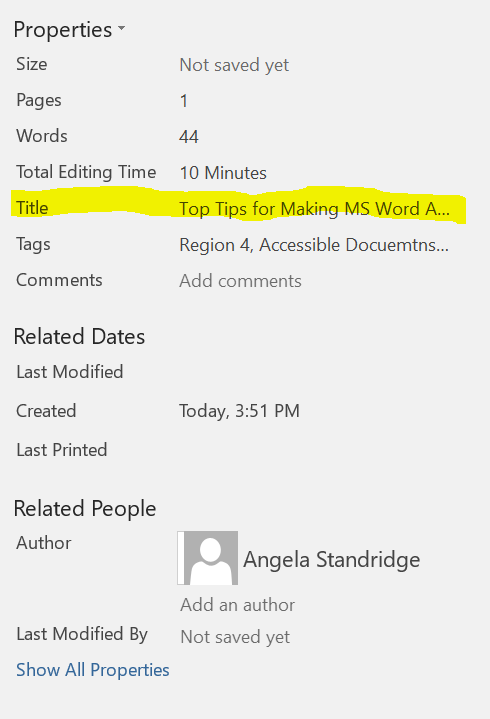 Properties
Size Not saved yet
Pages 1
Words 44
Total Editing Time 10 Minutes
Title Top Tips for Making MS Word A...
Tags Region 4, Accessible Docuemtns...
Comments Add comments
Related Dates
Last Modified
Created Today, 3:51 PM
Last Printed
Related People
Author
Angela Standridge
Add an author
Last Modified By Not saved yet
Show All Properties